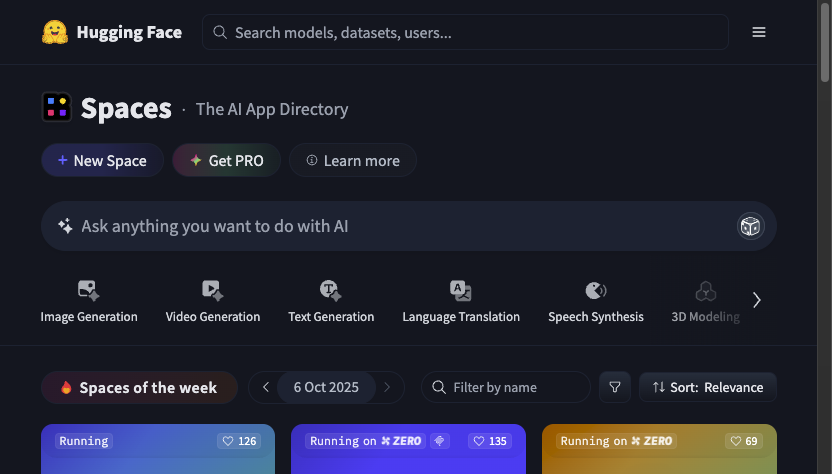 Hugging Face
Search models, datasets, users...
Spaces · The AI App Directory
+ New Space
Get PRO
Learn more
Ask anything you want to do with AI
Image Generation
Video Generation
Text Generation
Language Translation
Speech Synthesis
3D Modeling
Spaces of the week
6 Oct 2025
Filter by name
Sort: Relevance
Running
126
Running on ZERO
135
Running on ZERO
69